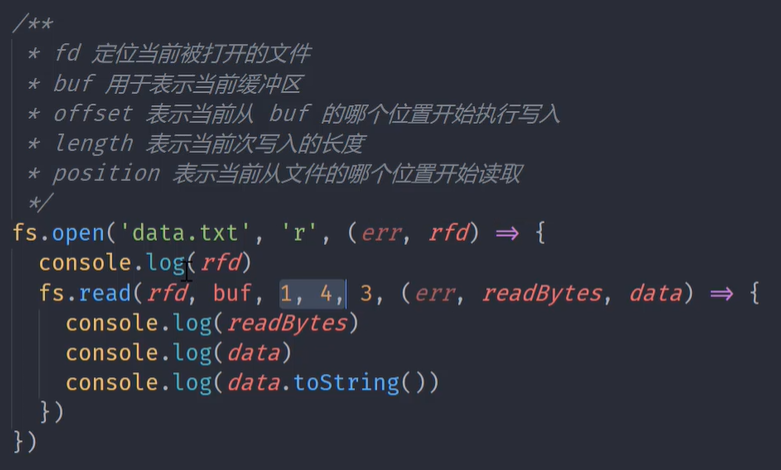 /**
 * fd 定位当前被打开的文件
 * buf 用于表示当前缓冲区
 * offset 表示当前从 buf 的哪个位置开始执行写入
 * length 表示当前次写入的长度
 * position 表示当前从文件的哪个位置开始读取
 */
fs.open('data.txt', 'r', (err, rfd) => {
  console.log(rfd)
  fs.read(rfd, buf, 1, 4, 3, (err, readBytes, data) => {
    console.log(readBytes)
    console.log(data)
    console.log(data.toString())
  })
})